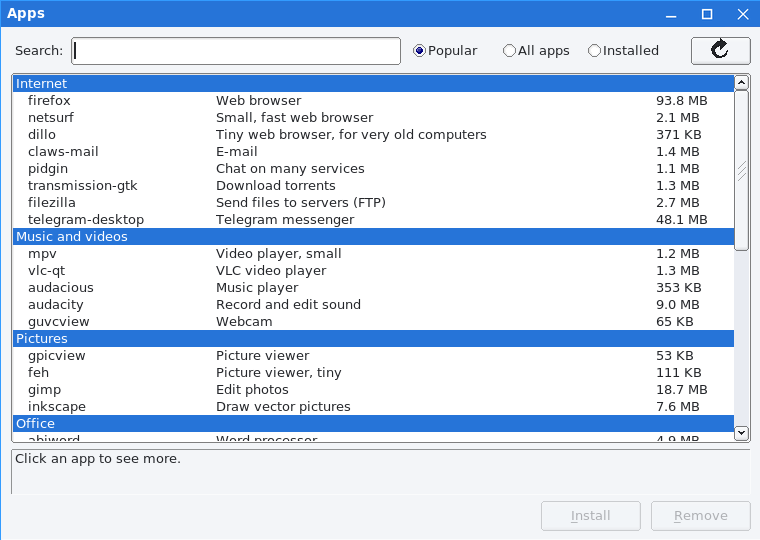 Apps
Search: Popular All apps Installed
Internet
firefox Web browser 93.8 MB
netsurf Small, fast web browser 2.1 MB
dillo Tiny web browser, for very old computers 371 KB
claws-mail E-mail 1.4 MB
pidgin Chat on many services 1.1 MB
transmission-gtk Download torrents 1.3 MB
filezilla Send files to servers (FTP) 2.7 MB
telegram-desktop Telegram messenger 48.1 MB
Music and videos
mpv Video player, small 1.2 MB
vlc-qt VLC video player 1.3 MB
audacious Music player 353 KB
audacity Record and edit sound 9.0 MB
guvcview Webcam 65 KB
Pictures
gpicview Picture viewer 53 KB
feh Picture viewer, tiny 111 KB
gimp Edit photos 18.7 MB
inkscape Draw vector pictures 7.6 MB
Office
abiword Word processor 4.9 MB
Click an app to see more.
Install Remove